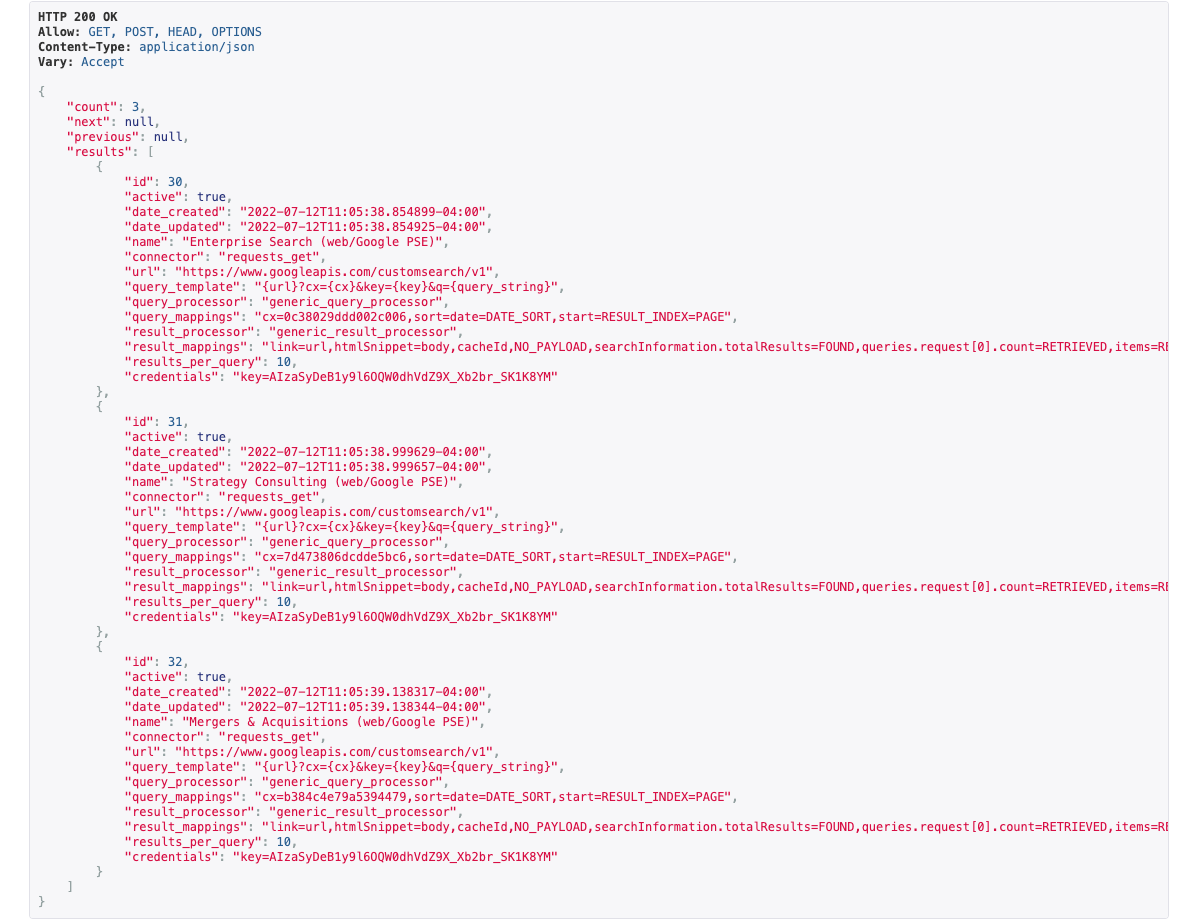 HTTP 200 OK
Allow: GET, POST, HEAD, OPTIONS
Content-Type: application/json
Vary: Accept
{
"count": 3,
"next": null,
"previous": null,
"results": [
{
"id": 30,
"active": true,
"date_created": "2022-07-12T11:05:38.854899-04:00",
"date_updated": "2022-07-12T11:05:38.854925-04:00",
"name": "Enterprise Search (web/Google PSE)",
"connector": "requests_get",
"url": "https://www.googleapis.com/customsearch/v1",
"query_template": "{url}?cx={cx}&key={key}&q={query_string}",
"query_processor": "generic_query_processor",
"query_mappings": "cx=0c38029ddd002c006,sort=date=DATE_SORT,start=RESULT_INDEX=PAGE",
"result_processor": "generic_result_processor",
"result_mappings": "link=url,htmlSnippet=body,cacheId,NO_PAYLOAD,searchInformation.totalResults=FOUND,queries.request[0].count=RETRIEVED,items=RE
"results_per_query": 10,
"credentials": "key=AIzaSyDeB1y9l6OQW0dhVdZ9X_Xb2br_SK1K8YM"
},
{
"id": 31,
"active": true,
"date_created": "2022-07-12T11:05:38.999629-04:00",
"date_updated": "2022-07-12T11:05:38.999657-04:00",
"name": "Strategy Consulting (web/Google PSE)",
"connector": "requests_get",
"url": "https://www.googleapis.com/customsearch/v1",
"query_template": "{url}?cx={cx}&key={key}&q={query_string}",
"query_processor": "generic_query_processor",
"query_mappings": "cx=7d473806dcdde5bc6,sort=date=DATE_SORT,start=RESULT_INDEX=PAGE",
"result_processor": "generic_result_processor",
"result_mappings": "link=url,htmlSnippet=body,cacheId,NO_PAYLOAD,searchInformation.totalResults=FOUND,queries.request[0].count=RETRIEVED,items=RE
"results_per_query": 10,
"credentials": "key=AIzaSyDeB1y9l6OQW0dhVdZ9X_Xb2br_SK1K8YM"
},
{
"id": 32,
"active": true,
"date_created": "2022-07-12T11:05:39.138317-04:00",
"date_updated": "2022-07-12T11:05:39.138344-04:00",
"name": "Mergers & Acquisitions (web/Google PSE)",
"connector": "requests_get",
"url": "https://www.googleapis.com/customsearch/v1",
"query_template": "{url}?cx={cx}&key={key}&q={query_string}",
"query_processor": "generic_query_processor",
"query_mappings": "cx=b384c4e79a5394479,sort=date=DATE_SORT,start=RESULT_INDEX=PAGE",
"result_processor": "generic_result_processor",
"result_mappings": "link=url,htmlSnippet=body,cacheId,NO_PAYLOAD,searchInformation.totalResults=FOUND,queries.request[0].count=RETRIEVED,items=RE
"results_per_query": 10,
"credentials": "key=AIzaSyDeB1y9l6OQW0dhVdZ9X_Xb2br_SK1K8YM"
}
]
}